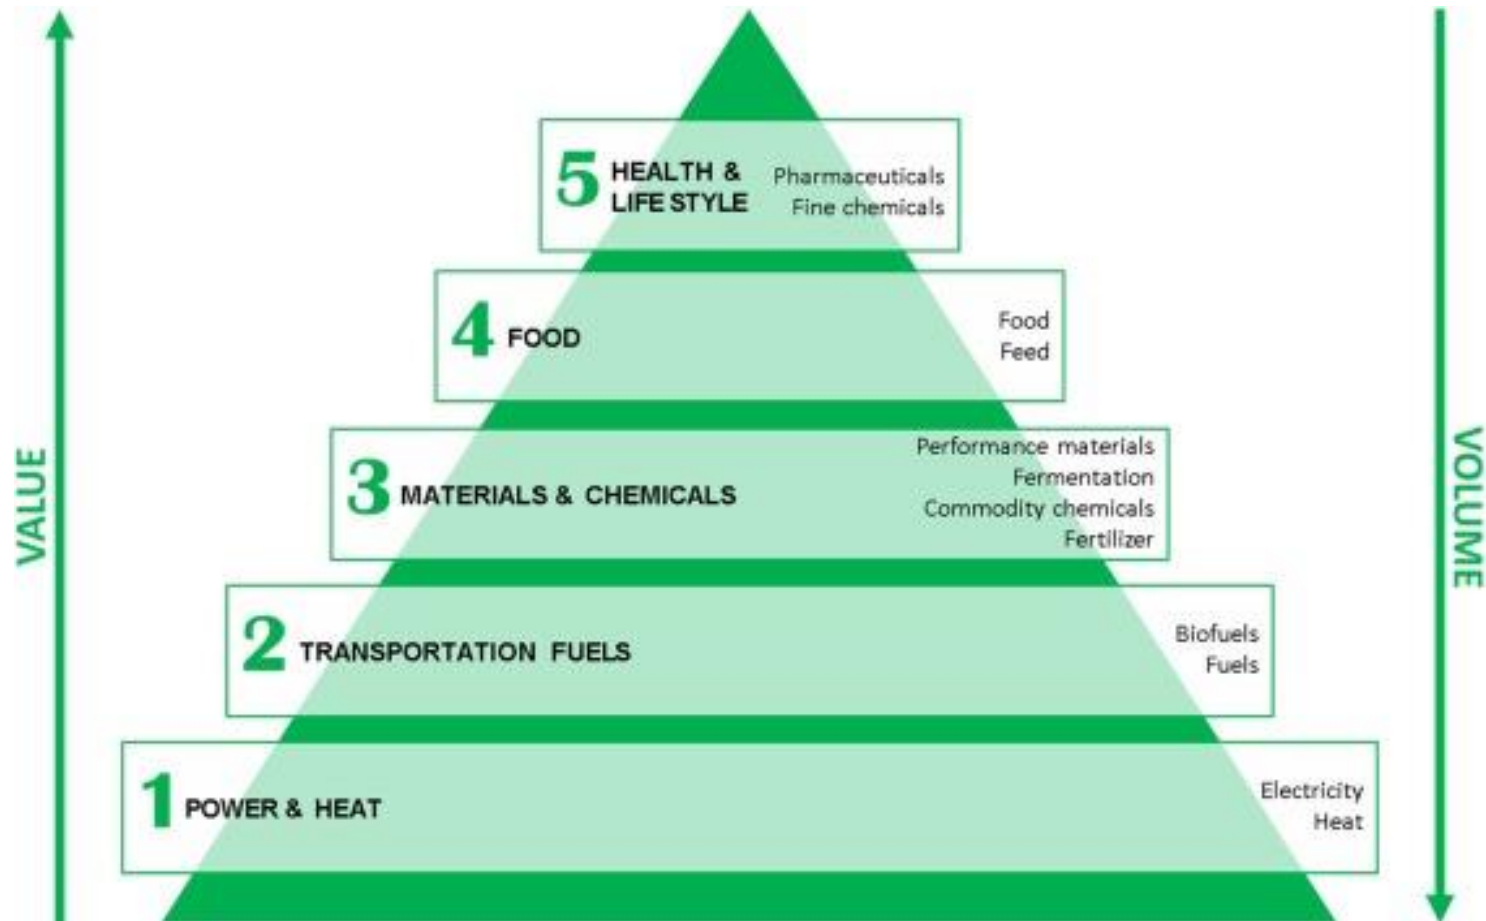 VALUE
5
HEALTH &
LIFE STYLE
Pharmaceuticals
Fine chemicals
4
FOOD
Food
Feed
3
MATERIALS & CHEMICALS
Performance materials
Fermentation
Commodity chemicals
Fertilizer
2
TRANSPORTATION FUELS
Biofuels
Fuels
1
POWER & HEAT
Electricity
Heat
VOLUME